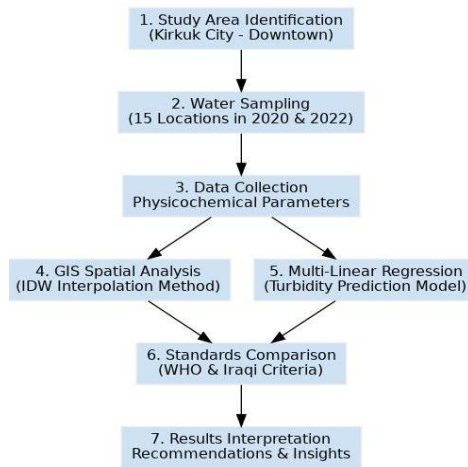 1. Study Area Identification
(Kirkuk City - Downtown)
2. Water Sampling
(15 Locations in 2020 & 2022)
3. Data Collection
Physicochemical Parameters
4. GIS Spatial Analysis
(IDW Interpolation Method)
5. Multi-Linear Regression
(Turbidity Prediction Model)
6. Standards Comparison
(WHO & Iraqi Criteria)
7. Results Interpretation
Recommendations & Insights